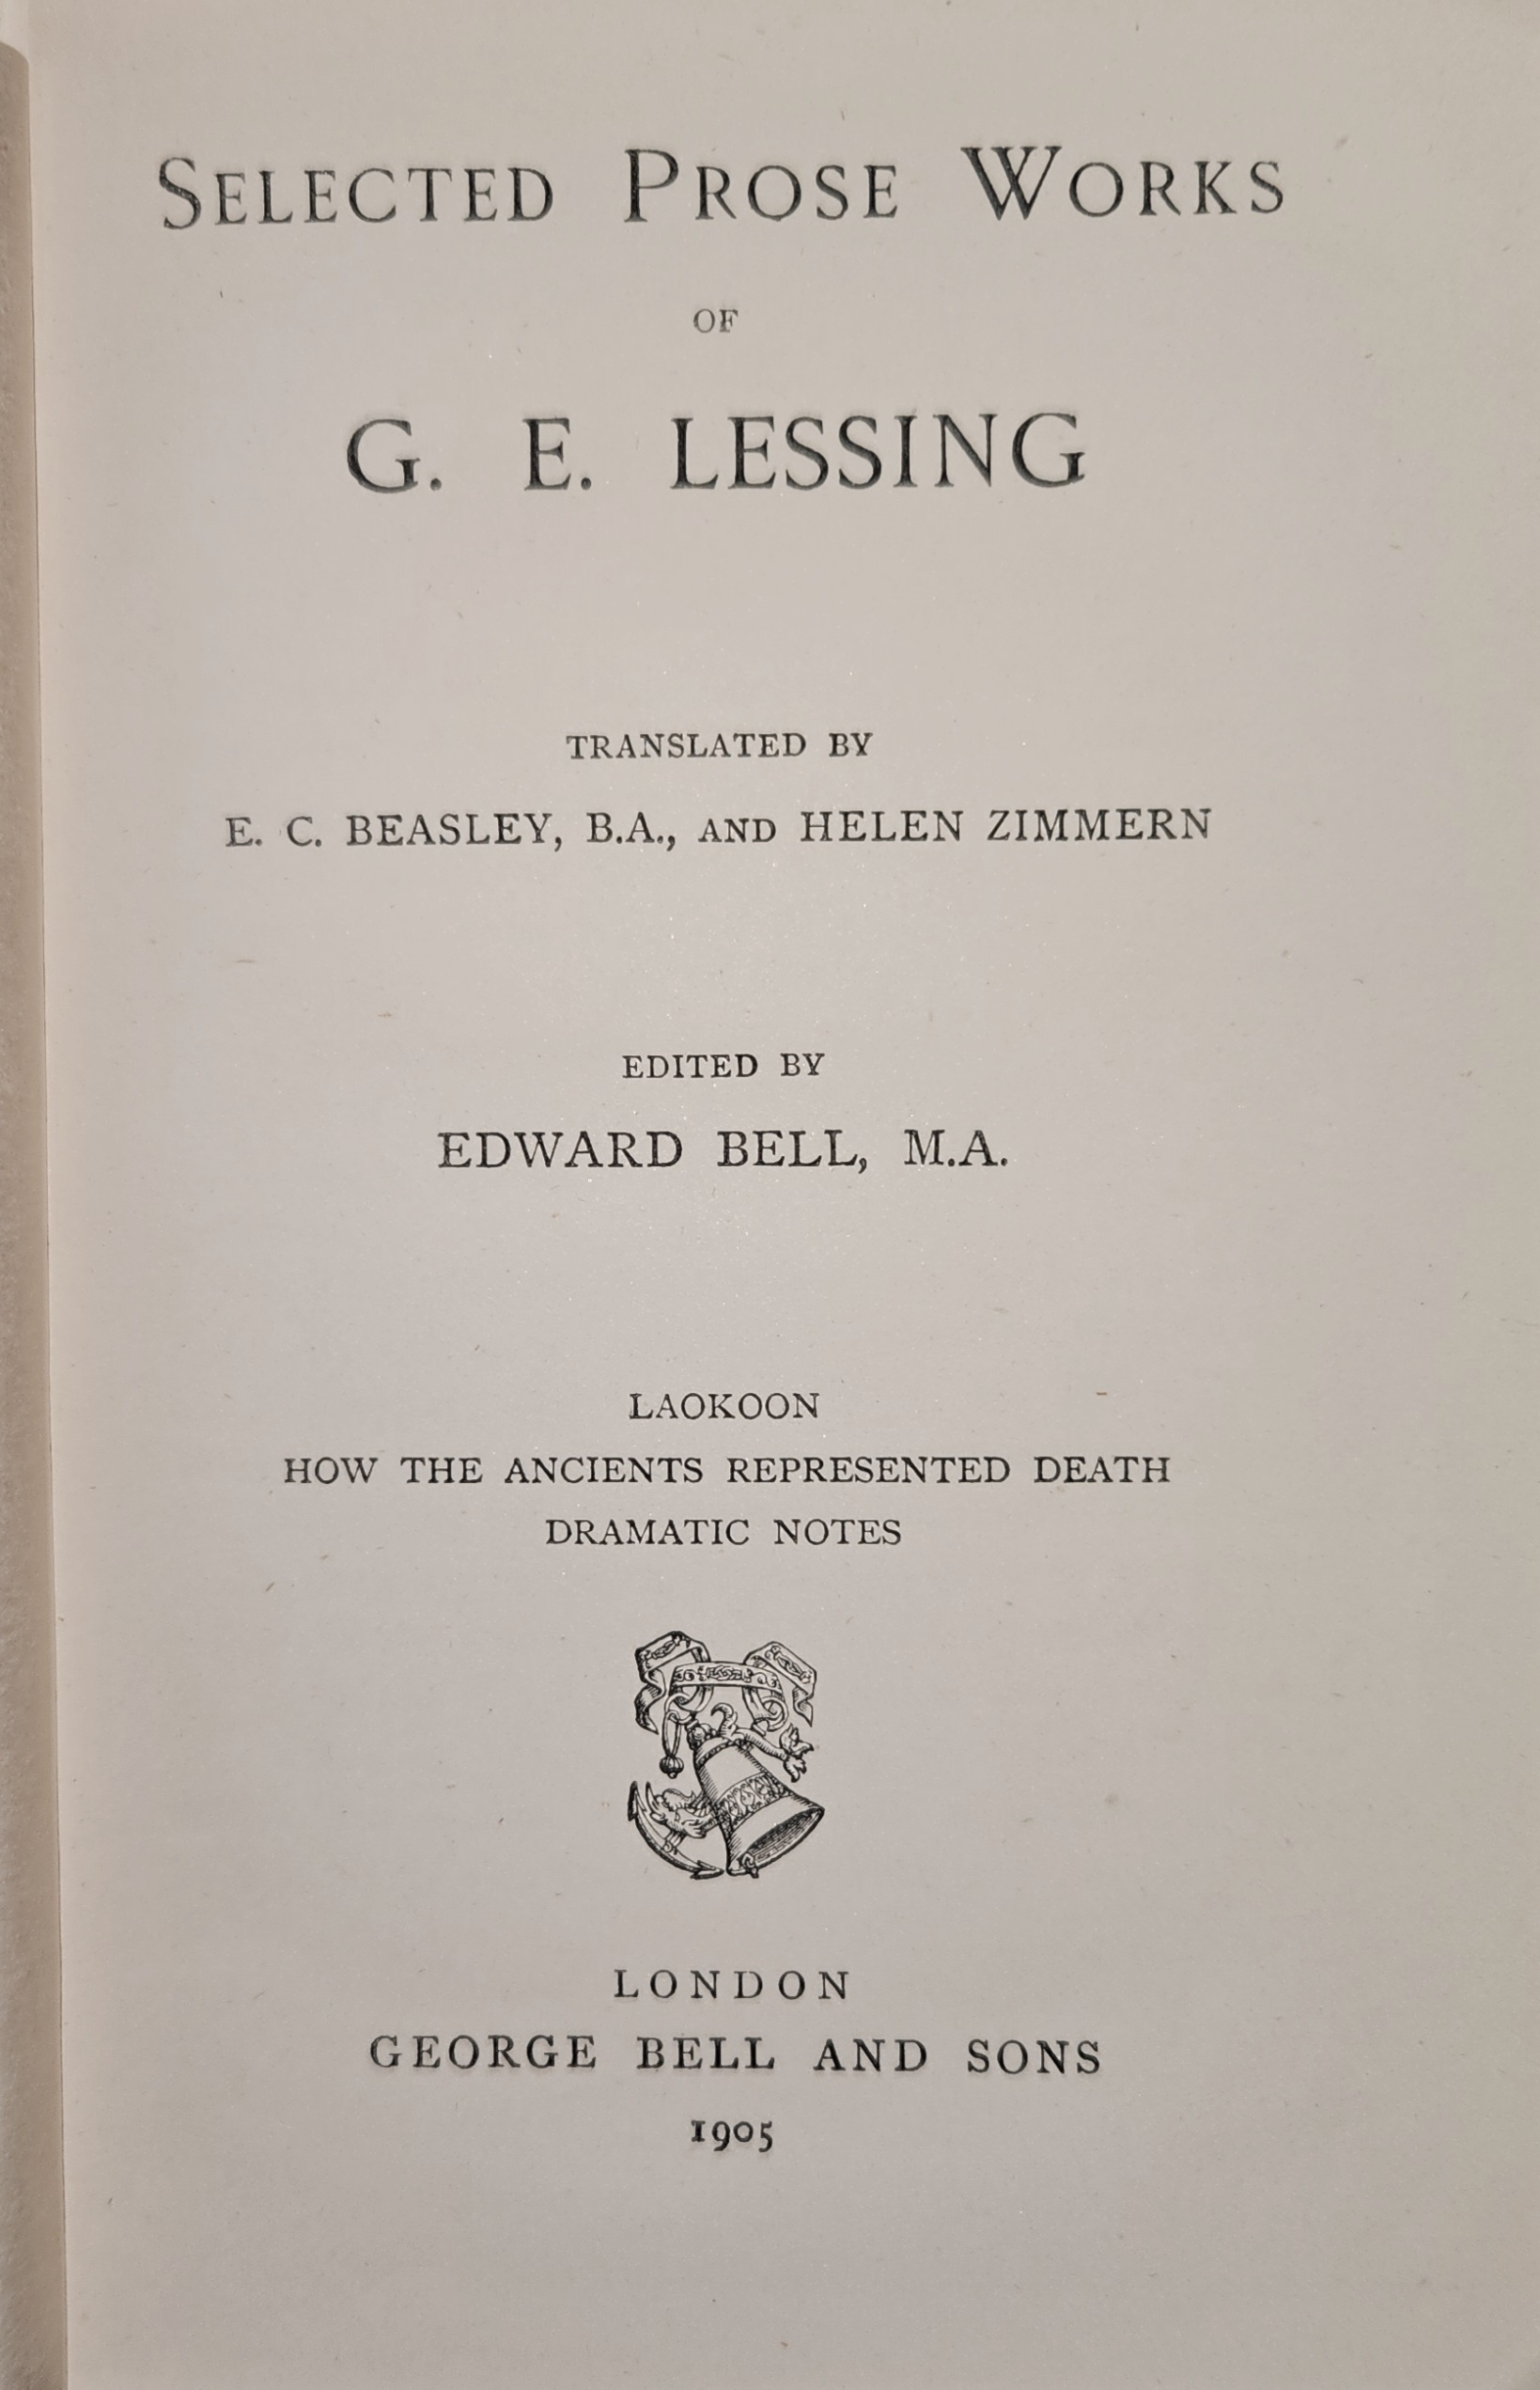 SELECTED PROSE WORKS
OF
G. E. LESSING
TRANSLATED BY
E. C. BEASLEY, B.A., AND HELEN ZIMMERN
EDITED BY
EDWARD BELL, M.A.
LAOKOON
HOW THE ANCIENTS REPRESENTED DEATH
DRAMATIC NOTES
LONDON
GEORGE BELL AND SONS
1905